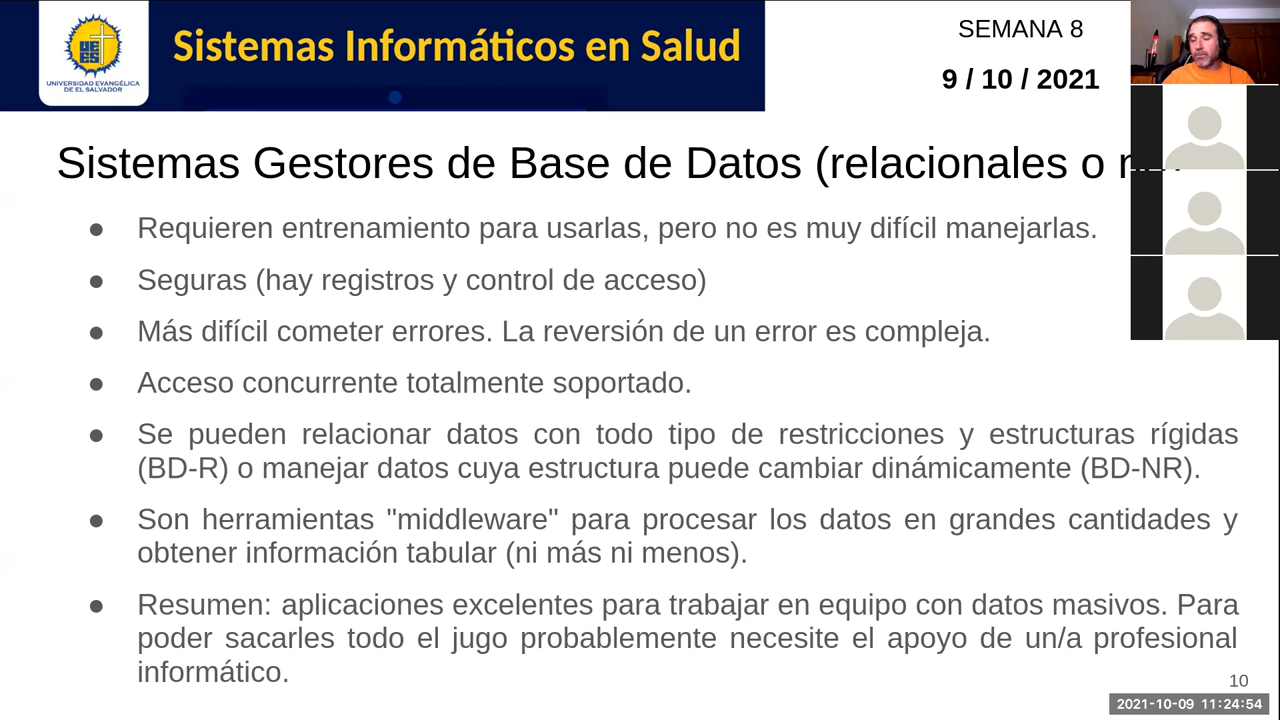 UNIVERSIDAD EVANGÉLICA
DE EL SALVADOR
Sistemas Informáticos en Salud
SEMANA 8
9 / 10 / 2021
Sistemas Gestores de Base de Datos (relacionales o
● Requieren entrenamiento para usarlas, pero no es muy difícil manejarlas.
● Seguras (hay registros y control de acceso)
● Más difícil cometer errores. La reversión de un error es compleja.
● Acceso concurrente totalmente soportado.
● Se pueden relacionar datos con todo tipo de restricciones y estructuras rígidas
(BD-R) o manejar datos cuya estructura puede cambiar dinámicamente (BD-NR).
● Son herramientas "middleware" para procesar los datos en grandes cantidades y
obtener información tabular (ni más ni menos).
● Resumen: aplicaciones excelentes para trabajar en equipo con datos masivos. Para
poder sacarles todo el jugo probablemente necesite el apoyo de un/a profesional
informático.
10
2021-10-09 11:24:54